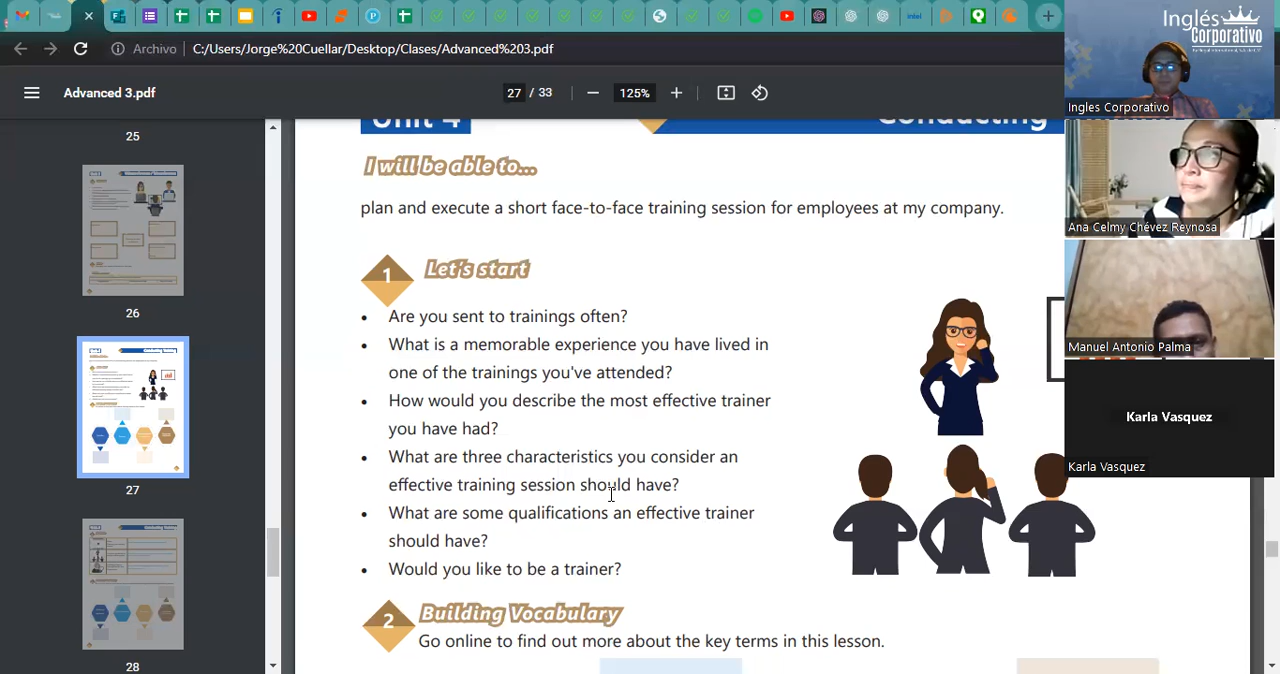 Archivo
C:/Users/Jorge%20Cuellar/Desktop/Clases/Advanced%203.pdf
Advanced 3.pdf
27 / 33
125%
25
26
27
28
Unit 4
Conducting
I will be able to...
plan and execute a short face-to-face training session for employees at my company.
1
Let's start
• Are you sent to trainings often?
• What is a memorable experience you have lived in
one of the trainings you've attended?
• How would you describe the most effective trainer
you have had?
• What are three characteristics you consider an
effective training session should have?
• What are some qualifications an effective trainer
should have?
• Would you like to be a trainer?
2
Building Vocabulary
Go online to find out more about the key terms in this lesson.
Inglés
Corporativo
Ingles Corporativo
Ana Celmy Chévez Reynosa
Manuel Antonio Palma
Karla Vasquez
Karla Vasquez